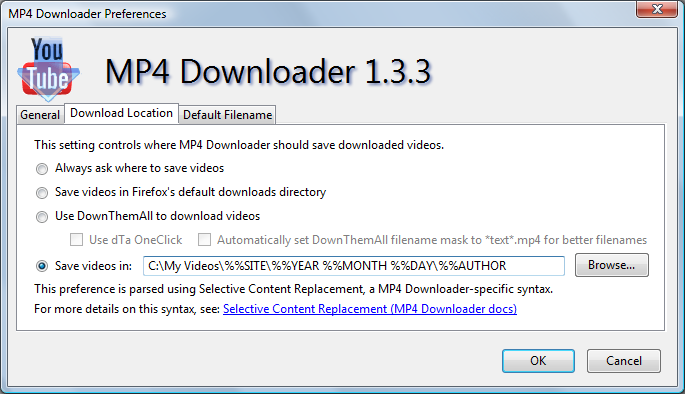 MP4 Downloader Preferences
You
Tube
MP4 Downloader 1.3.3
General Download Location Default Filename
This setting controls where MP4 Downloader should save downloaded videos.
Always ask where to save videos
Save videos in Firefox's default downloads directory
Use DownThemAll to download videos
Use dTa OneClick Automatically set DownThemAll filename mask to *text*.mp4 for better filenames
Save videos in: C:\My Videos\%%SITE\%%YEAR %%MONTH %%DAY\%%AUTHOR Browse...
This preference is parsed using Selective Content Replacement, a MP4 Downloader-specific syntax.
For more details on this syntax, see: Selective Content Replacement (MP4 Downloader docs)
OK Cancel